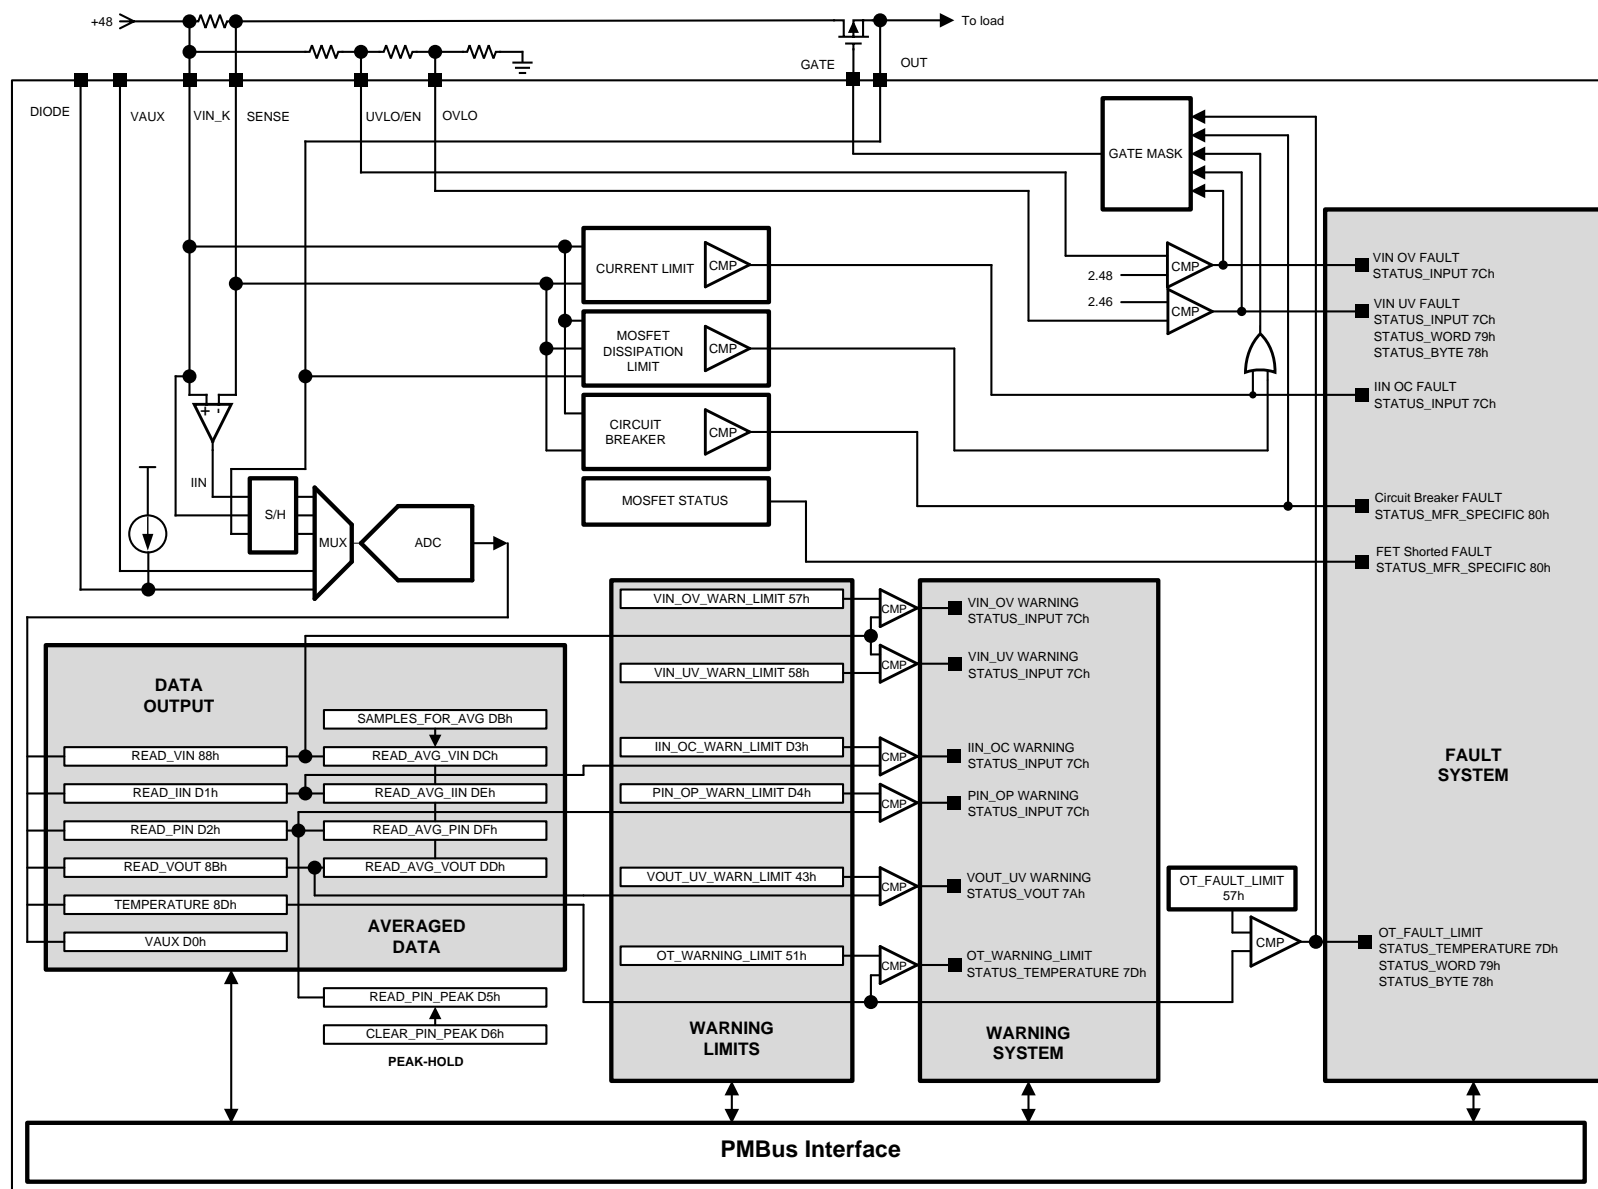 +48
To load
GATE
OUT
DIODE
VAUX
VIN_K
SENSE
UVLO/EN
OVLO
GATE MASK
CURRENT LIMIT
CMP
MOSFET
DISSIPATION
LIMIT
CMP
CIRCUIT
BREAKER
CMP
MOSFET STATUS
2.48
CMP
2.46
CMP
VIN OV FAULT
STATUS_INPUT 7Ch
VIN UV FAULT
STATUS_INPUT 7Ch
STATUS_WORD 79h
STATUS_BYTE 78h
IIN OC FAULT
STATUS_INPUT 7Ch
Circuit Breaker FAULT
STATUS_MFR_SPECIFIC 80h
FET Shorted FAULT
STATUS_MFR_SPECIFIC 80h
FAULT
SYSTEM
+ -
IIN
S/H
MUX
ADC
DATA
OUTPUT
SAMPLES_FOR_AVG DBh
READ_VIN 88h
READ_AVG_VIN DCh
READ_IIN D1h
READ_AVG_IIN DEh
READ_PIN D2h
READ_AVG_PIN DFh
READ_VOUT 8Bh
READ_AVG_VOUT DDh
TEMPERATURE 8Dh
VAUX D0h
AVERAGED
DATA
READ_PIN_PEAK D5h
CLEAR_PIN_PEAK D6h
PEAK-HOLD
VIN_OV_WARN_LIMIT 57h
VIN_UV_WARN_LIMIT 58h
IIN_OC_WARN_LIMIT D3h
PIN_OP_WARN_LIMIT D4h
VOUT_UV_WARN_LIMIT 43h
OT_WARNING_LIMIT 51h
WARNING
LIMITS
CMP
CMP
CMP
CMP
CMP
CMP
VIN_OV WARNING
STATUS_INPUT 7Ch
VIN_UV WARNING
STATUS_INPUT 7Ch
IIN_OC WARNING
STATUS_INPUT 7Ch
PIN_OP WARNING
STATUS_INPUT 7Ch
VOUT_UV WARNING
STATUS_VOUT 7Ah
OT_WARNING_LIMIT
STATUS_TEMPERATURE 7Dh
WARNING
SYSTEM
OT_FAULT_LIMIT
57h
CMP
OT_FAULT_LIMIT
STATUS_TEMPERATURE 7Dh
STATUS_WORD 79h
STATUS_BYTE 78h
PMBus Interface